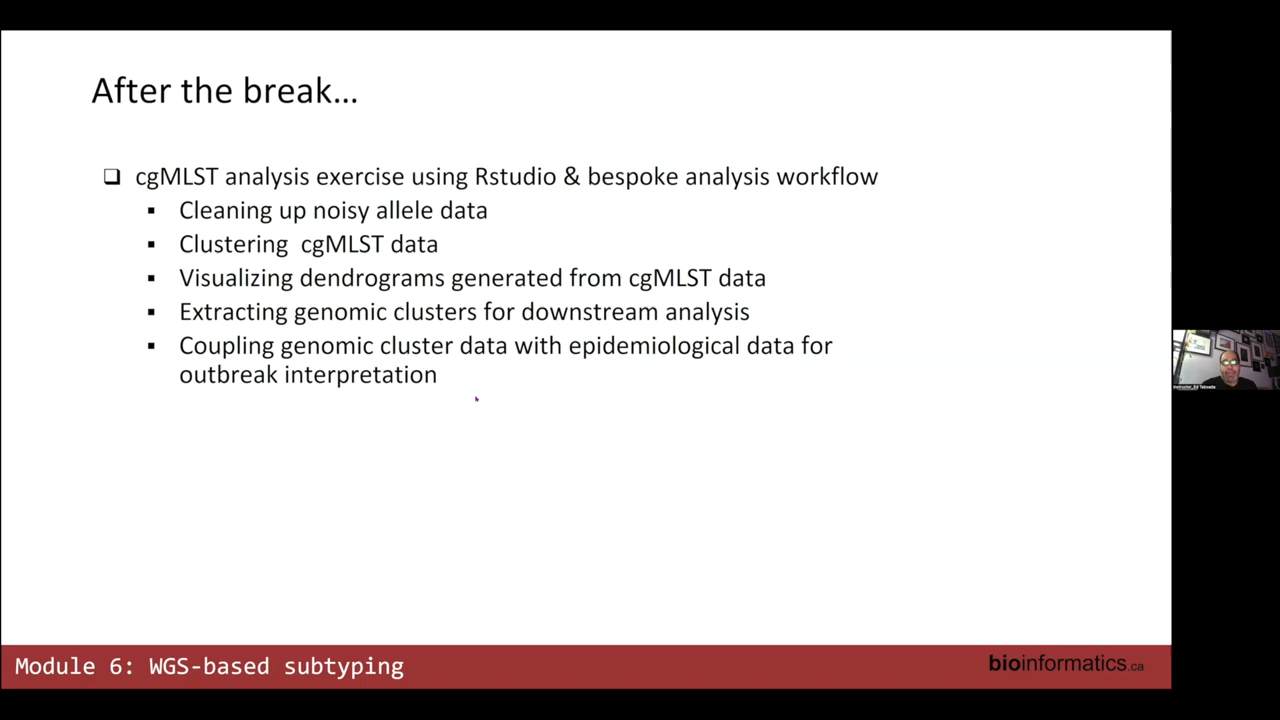 After the break…
❑ cgMLST analysis exercise using Rstudio & bespoke analysis workflow
▪ Cleaning up noisy allele data
▪ Clustering cgMLST data
▪ Visualizing dendrograms generated from cgMLST data
▪ Extracting genomic clusters for downstream analysis
▪ Coupling genomic cluster data with epidemiological data for
outbreak interpretation
Instructor_Ed Taboada
Module 6: WGS-based subtyping
bioinformatics.ca